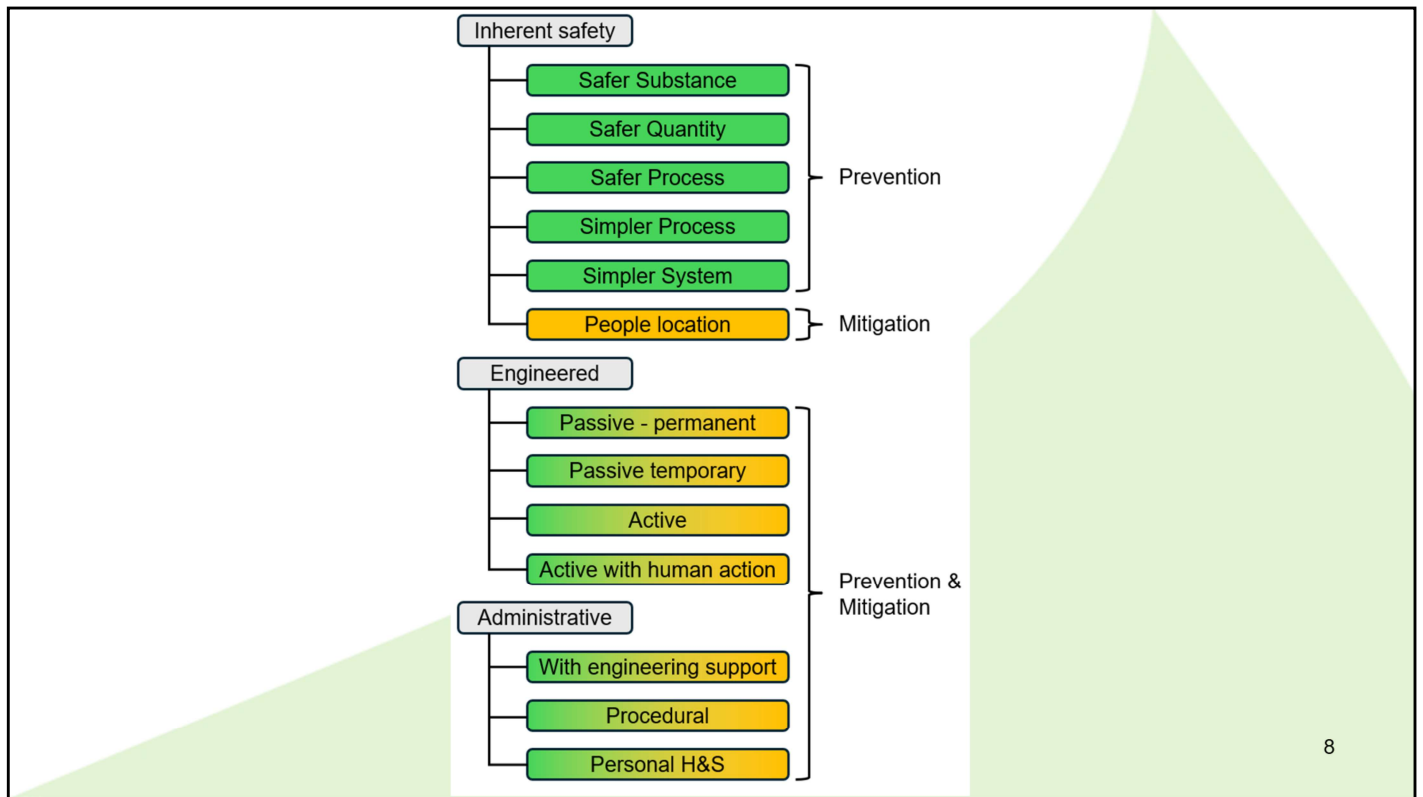 Inherent safety
Safer Substance
Safer Quantity
Safer Process
Prevention
Simpler Process
Simpler System
People location
Mitigation
Engineered
Passive - permanent
Passive temporary
Active
Active with human action
Prevention &
Mitigation
Administrative
With engineering support
Procedural
Personal H&S
8